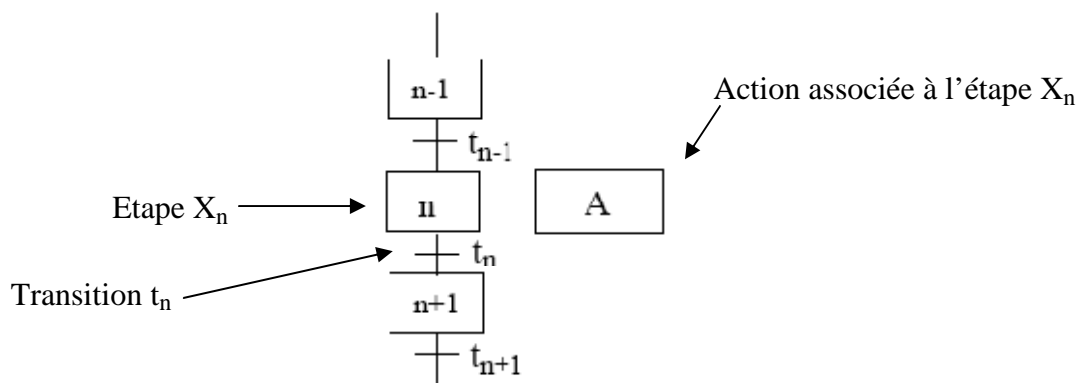 n-1
Action associée à l’étape Xn
tn-1
Etape Xn
n
A
tn
Transition tn
n+1
tn+1